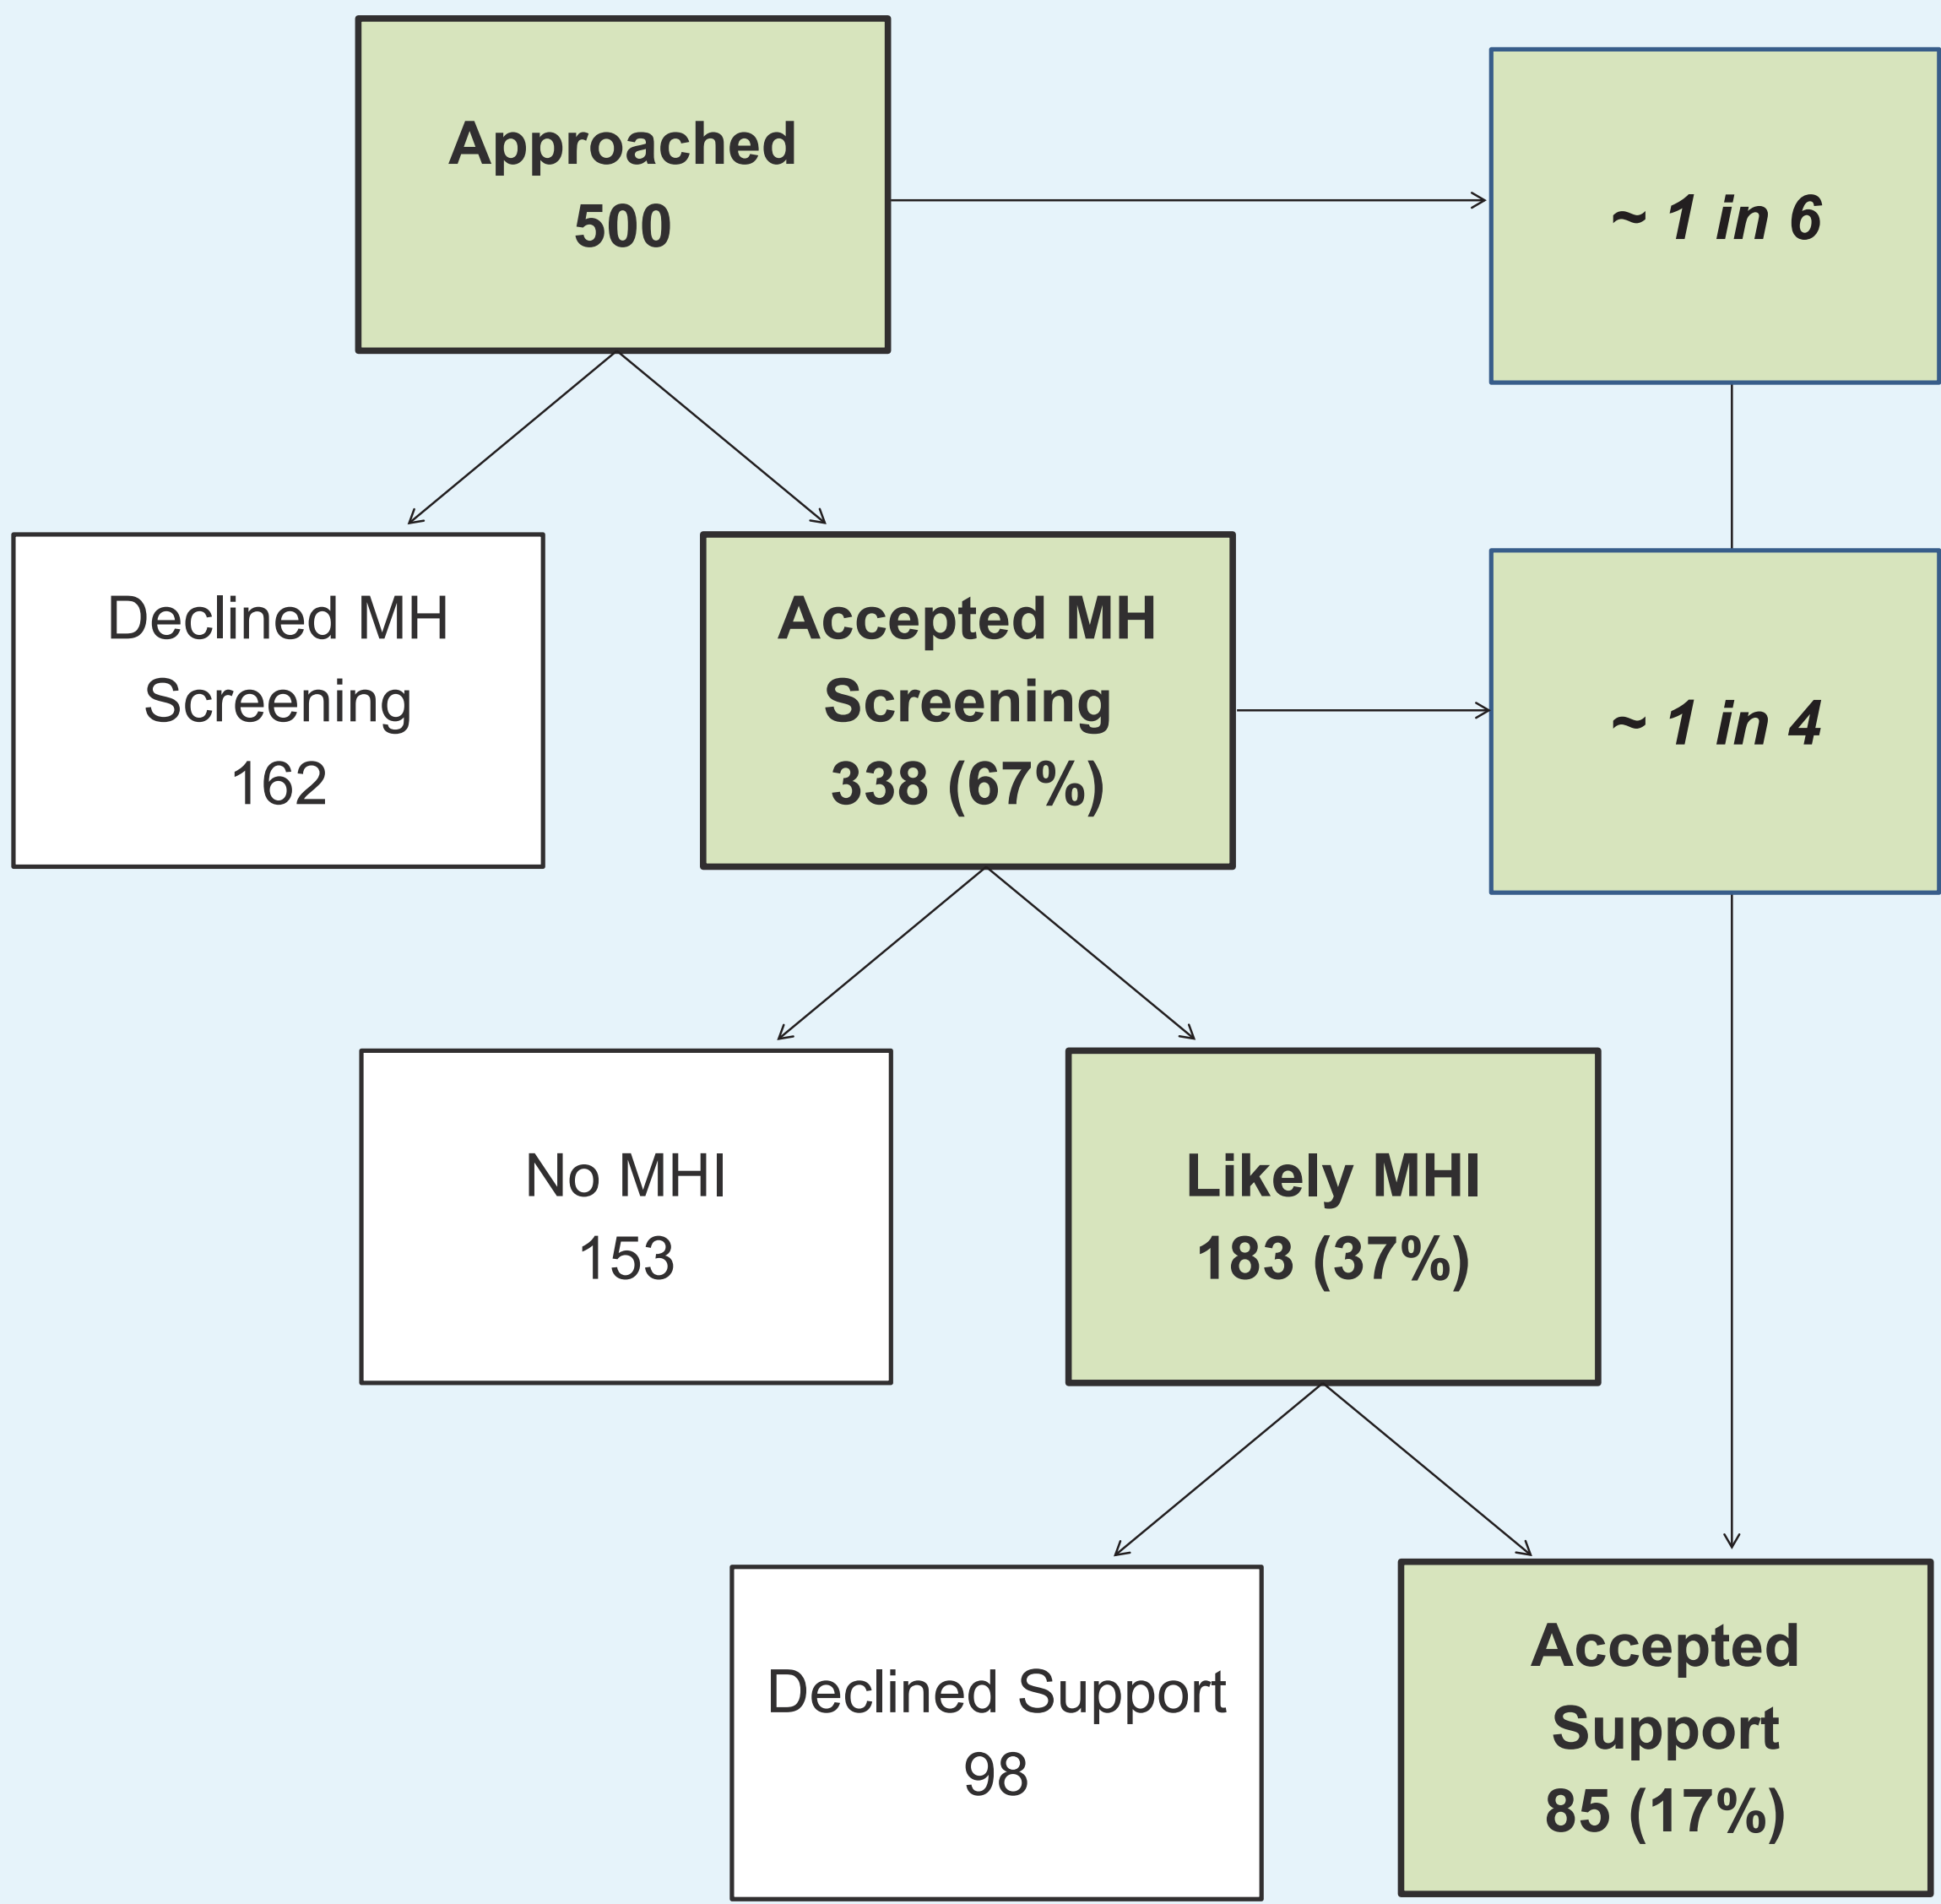 Approached
500
~ 1 in 6
Declined MH
Screening
162
Accepted MH
Screening
338 (67%)
~ 1 in 4
No MHI
153
Likely MHI
183 (37%)
Declined Support
98
Accepted
Support
85 (17%)